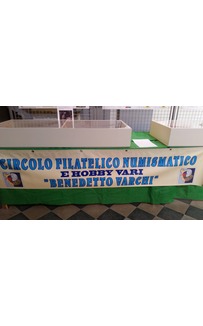 CIRCOLO FILATELICO NUMISMATICO
E HOBBY VARI
"BENEDETTO VARCHI"